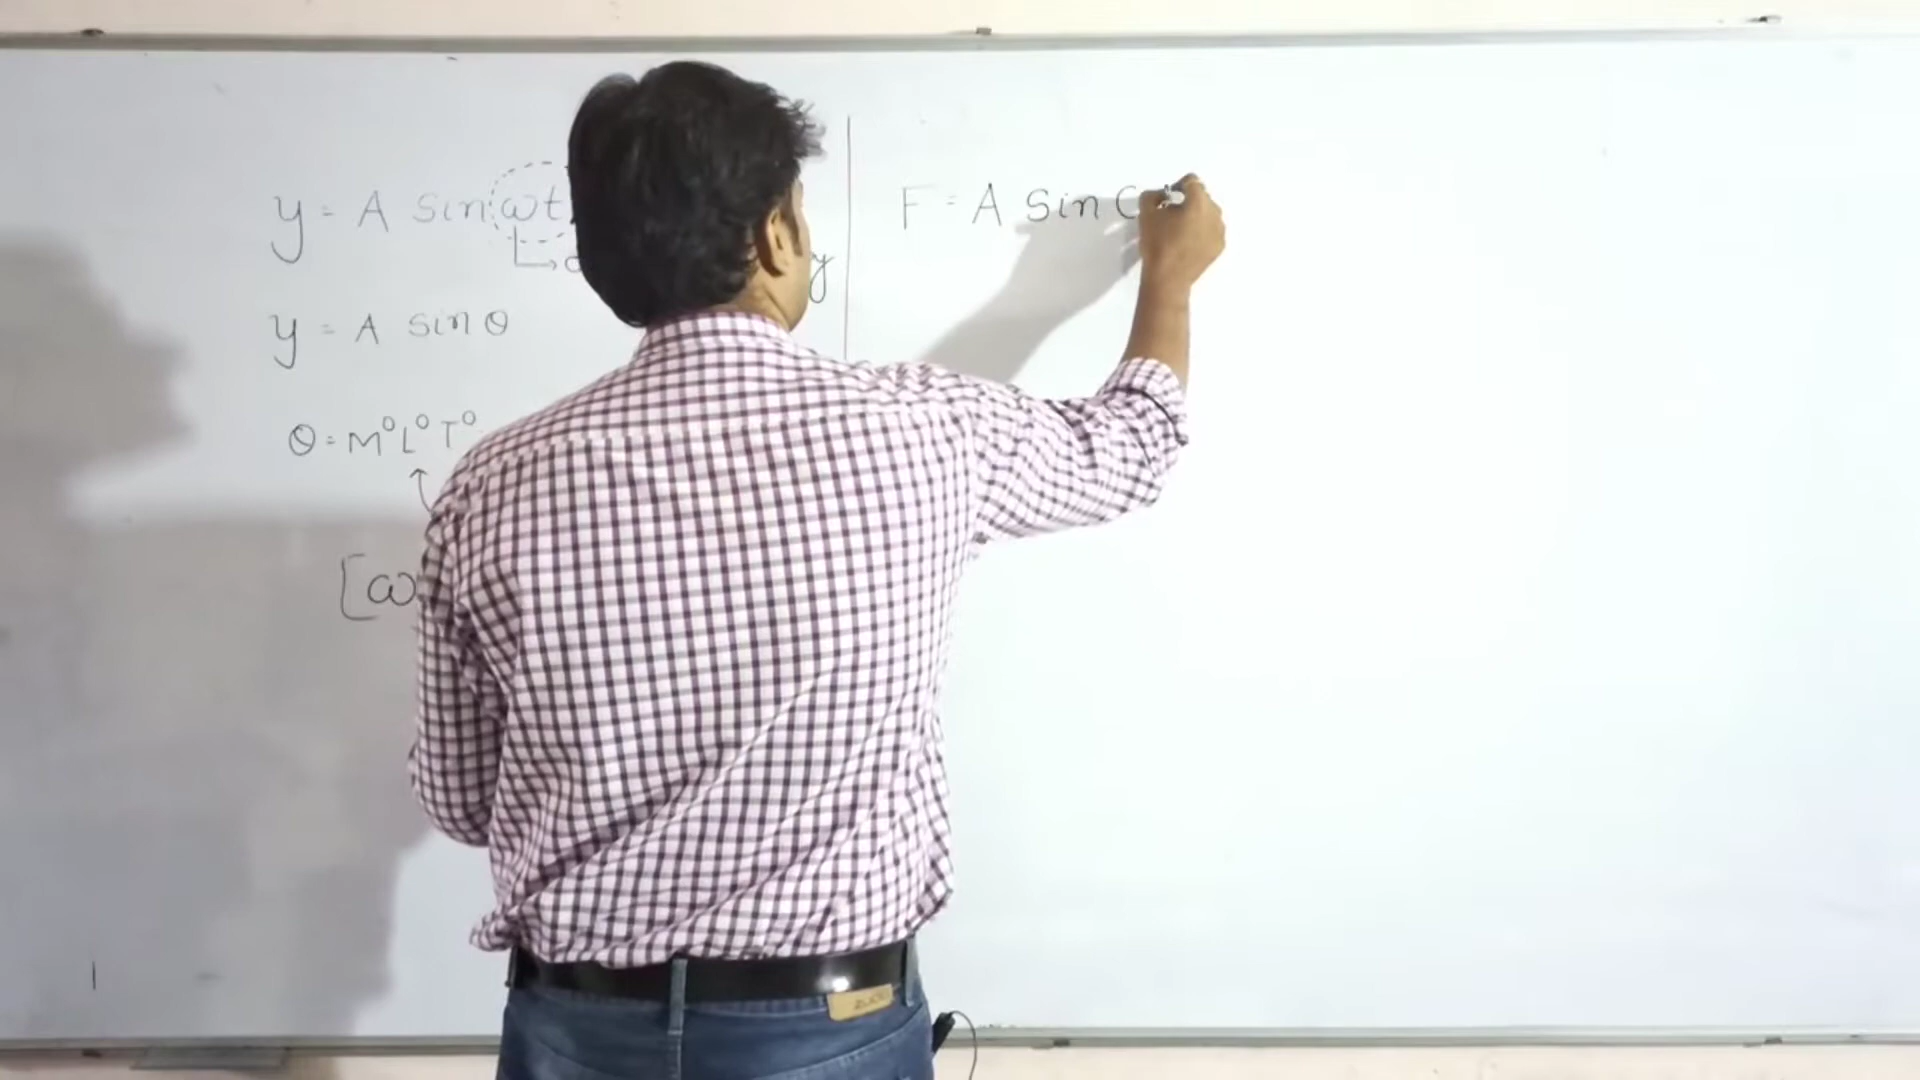 y = A sin ωt
y
y = A sin θ
θ = M⁰L⁰T⁰
[ω
F = A Sin C